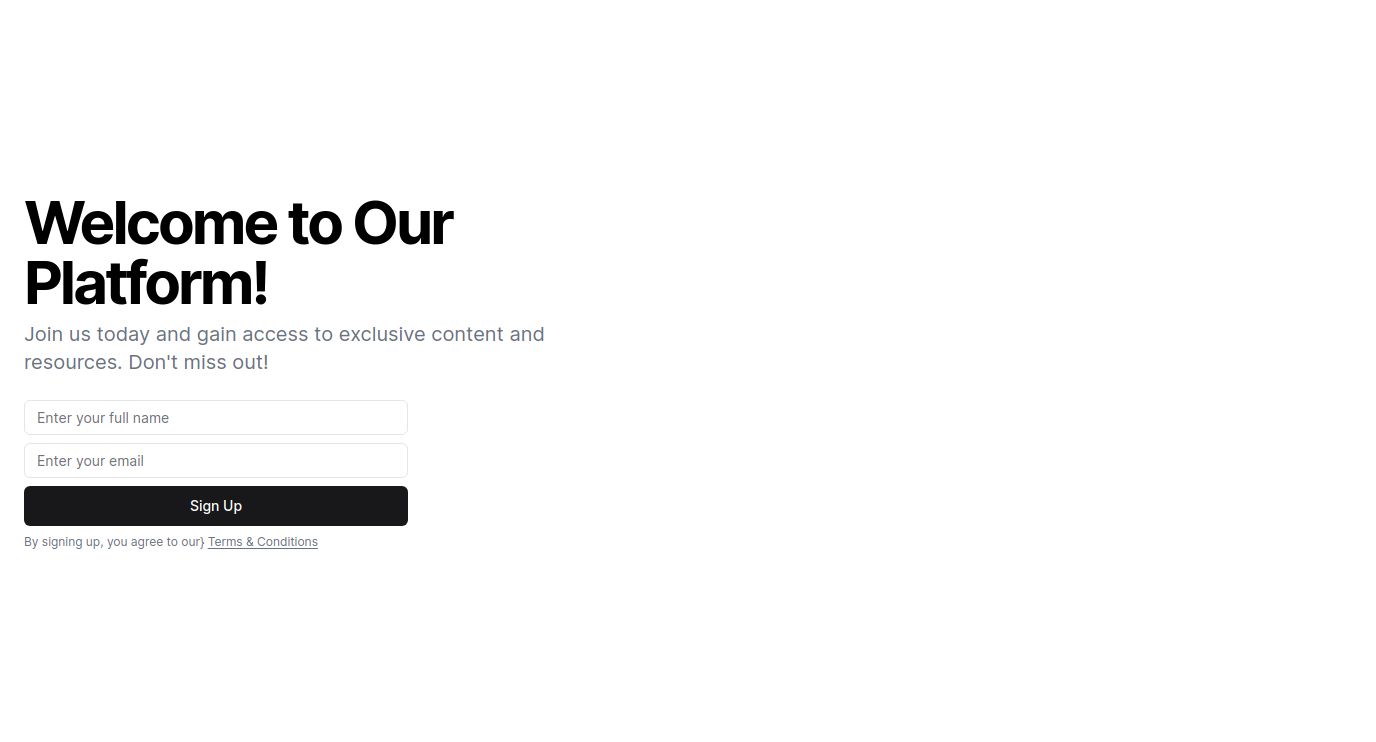 Welcome to Our
Platform!
Join us today and gain access to exclusive content and
resources. Don't miss out!
Enter your full name
Enter your email
Sign Up
By signing up, you agree to our} Terms & Conditions